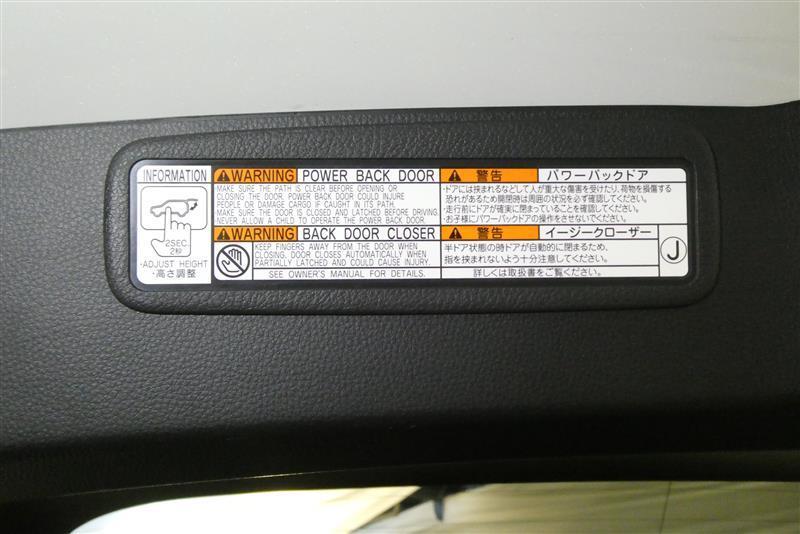 INFORMATION
2SEC.
2秒
·ADJUST HEIGHT
·高さ調整
WARNING POWER BACK DOOR
MAKE SURE THE PATH IS CLEAR BEFORE OPENING OR
CLOSING THE DOOR. POWER BACK DOOR COULD INJURE
PEOPLE OR DAMAGE CARGO IF CAUGHT IN ITS PATH.
MAKE SURE THE DOOR IS CLOSED AND LATCHED BEFORE DRIVING.
NEVER ALLOW A CHILD TO OPERATE THE POWER BACK DOOR.
WARNING BACK DOOR CLOSER
KEEP FINGERS AWAY FROM THE DOOR WHEN
CLOSING. DOOR CLOSES AUTOMATICALLY WHEN
PARTIALLY LATCHED AND COULD CAUSE INJURY.
SEE OWNER'S MANUAL FOR DETAILS.
警告 パワーバックドア
・ドアには挟まれるなどして人が重大な傷害を受けたり、荷物を損傷する
恐れがあるため開閉時は周囲の状況を必ず確認してください。
・走行前にドアが確実に閉まっていることを確認してください。
・お子様にパワーバックドアの操作をさせないでください。
警告 イージークローザー
半ドア状態の時ドアが自動的に閉まるため、
指を挟まれないよう十分注意してください。
詳しくは取扱書をご覧ください。
J